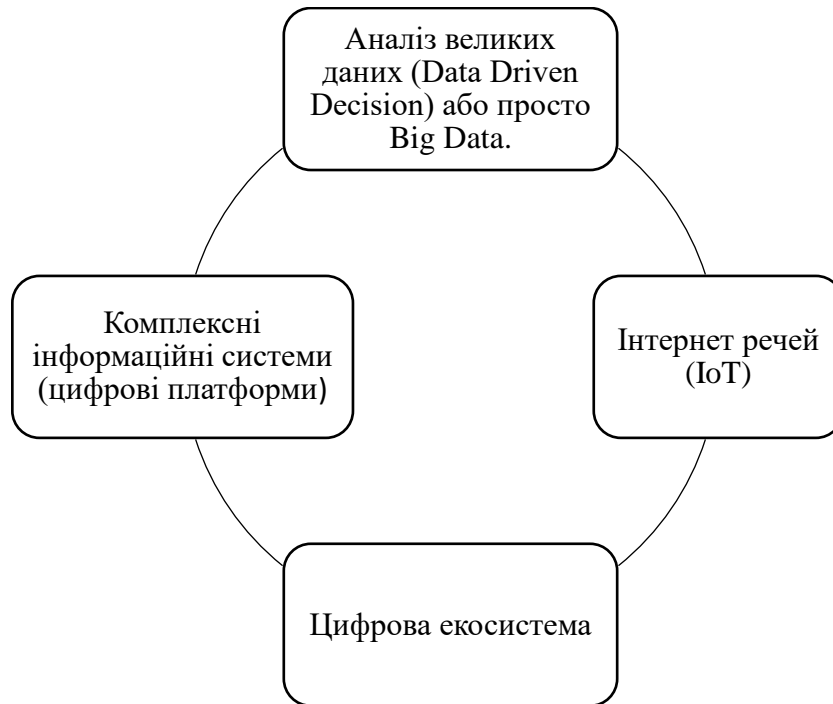 Аналіз великих
даних (Data Driven
Decision) або просто
Big Data.
Комплексні
інформаційні системи
(цифрові платформи)
Інтернет речей
(IoT)
Цифрова екосистема